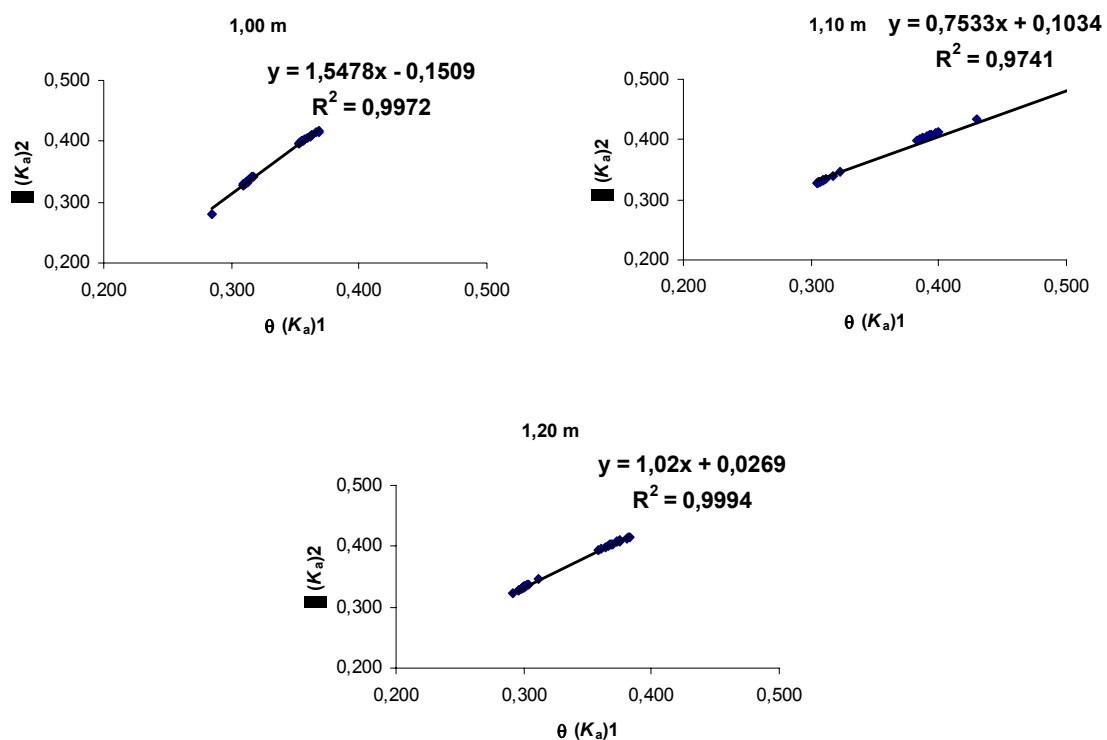 1,00 m
y = 1,5478x - 0,1509
R² = 0,9972
0,500
0,400
0,300
0,200
0,200 0,300 0,400 0,500
(Kₐ)2
θ (Kₐ)1
1,10 m y = 0,7533x + 0,1034
R² = 0,9741
0,500
0,400
0,300
0,200
0,200 0,300 0,400 0,500
(Kₐ)2
θ (Kₐ)1
1,20 m
y = 1,02x + 0,0269
R² = 0,9994
0,500
0,400
0,300
0,200
0,200 0,300 0,400 0,500
(Kₐ)2
θ (Kₐ)1